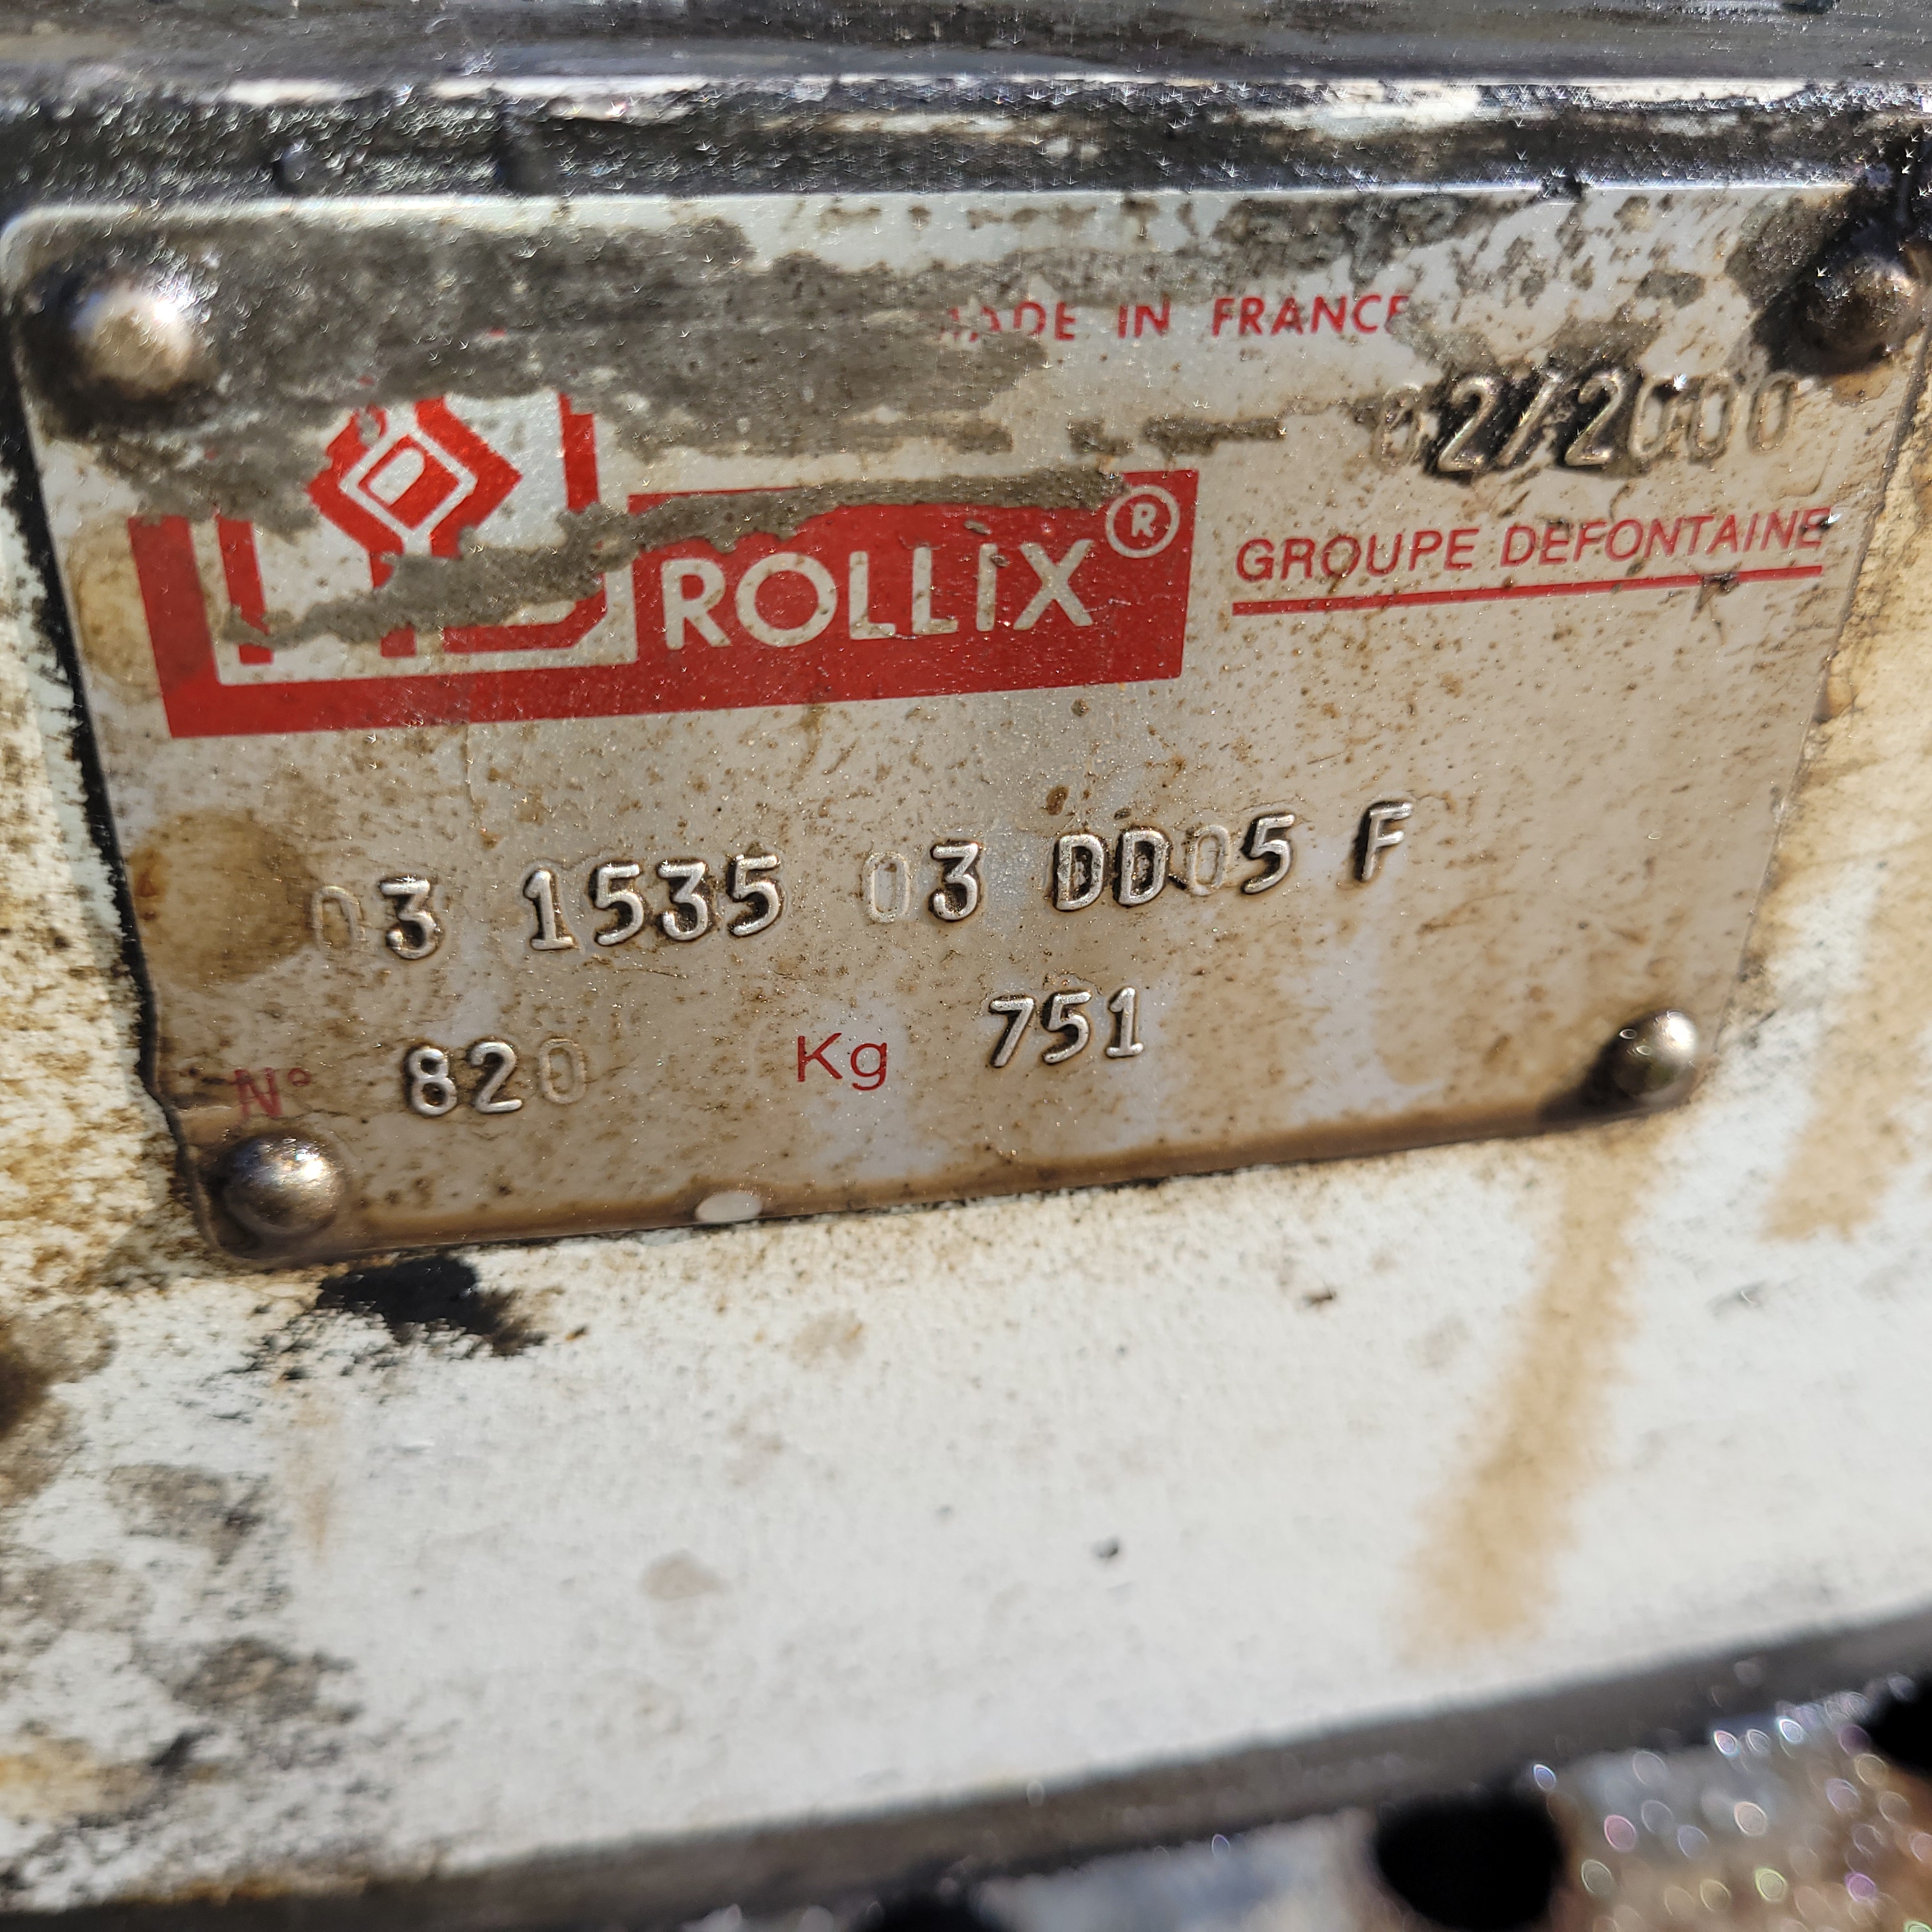 MADE IN FRANCE
02/2000
ROLLIX®
GROUPE DEFONTAINE
03 1535 03 DD05 F
N° 820 Kg 751